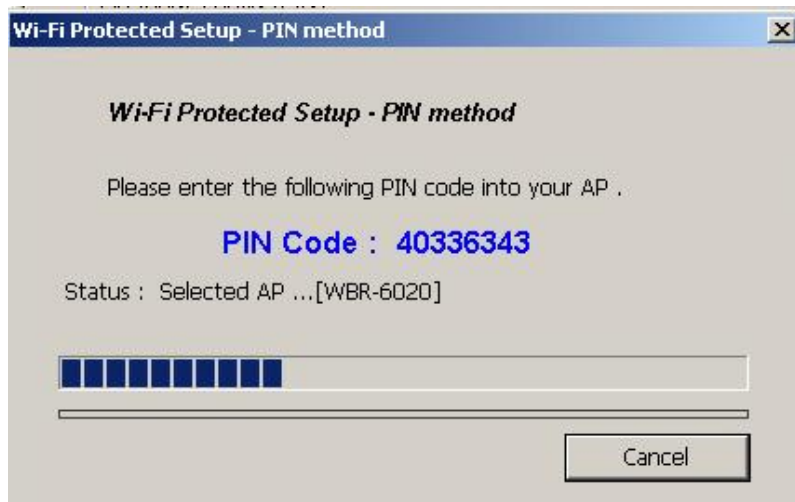 Wi-Fi Protected Setup - PIN method
Wi-Fi Protected Setup - PIN method
Please enter the following PIN code into your AP .
PIN Code :  40336343
Status :  Selected AP ...[WBR-6020]
Cancel